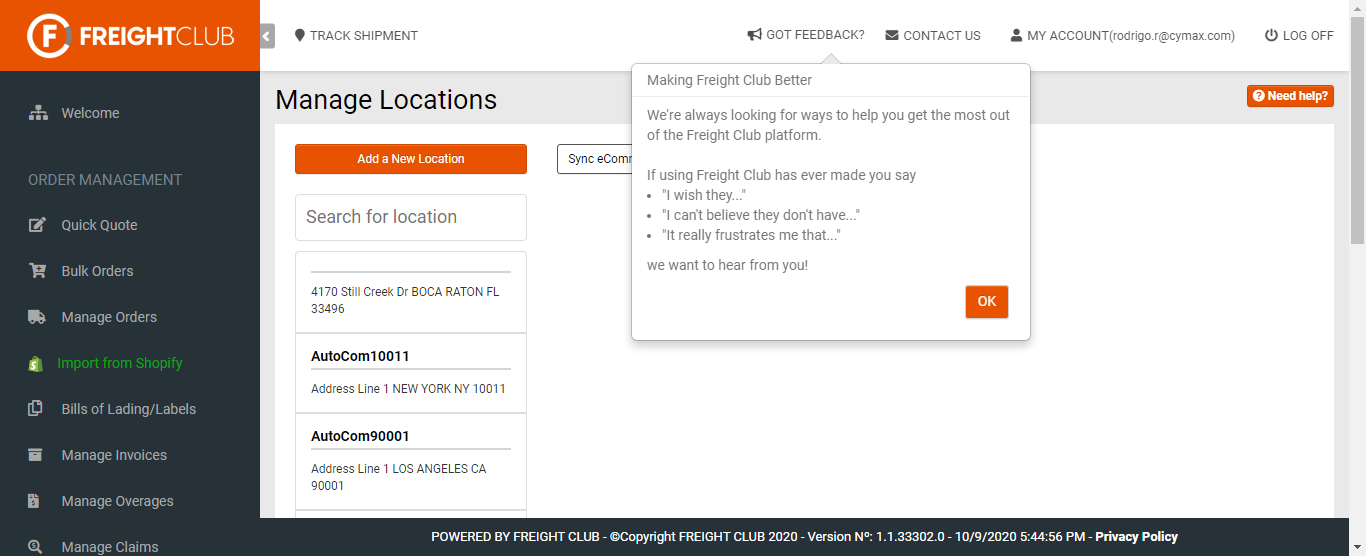 FREIGHTCLUB
TRACK SHIPMENT
GOT FEEDBACK?
CONTACT US
MY ACCOUNT(rodrigo.r@cymax.com)
LOG OFF
Welcome
ORDER MANAGEMENT
Quick Quote
Bulk Orders
Manage Orders
Import from Shopify
Bills of Lading/Labels
Manage Invoices
Manage Overages
Manage Claims
Manage Locations
Need help?
Add a New Location
Sync eComm
Search for location
4170 Still Creek Dr BOCA RATON FL
33496
AutoCom10011
Address Line 1 NEW YORK NY 10011
AutoCom90001
Address Line 1 LOS ANGELES CA
90001
Making Freight Club Better
We're always looking for ways to help you get the most out
of the Freight Club platform.
If using Freight Club has ever made you say
• "I wish they..."
• "I can't believe they don't have..."
• "It really frustrates me that..."
we want to hear from you!
OK
POWERED BY FREIGHT CLUB - ©Copyright FREIGHT CLUB 2020 - Version Nº: 1.1.33302.0 - 10/9/2020 5:44:56 PM - Privacy Policy